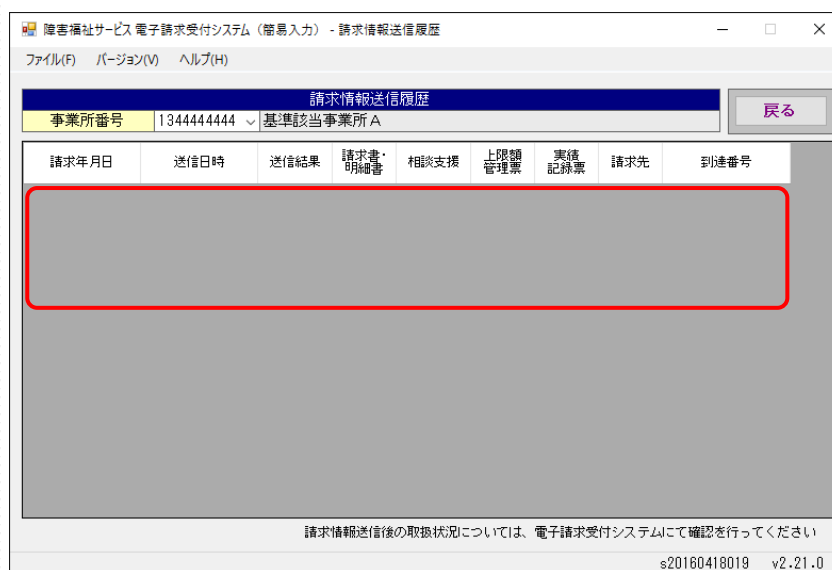 障害福祉サービス 電子請求受付システム（簡易入力） - 請求情報送信履歴
ファイル(F) バージョン(V) ヘルプ(H)
請求情報送信履歴
事業所番号 1344444444 基準該当事業所A
戻る
請求年月日 送信日時 送信結果 請求書・明細書 相談支援 上限額管理票 実績記録票 請求先 到達番号
請求情報送信後の取扱状況については、電子請求受付システムにて確認を行ってください
s20160418019 v2.21.0